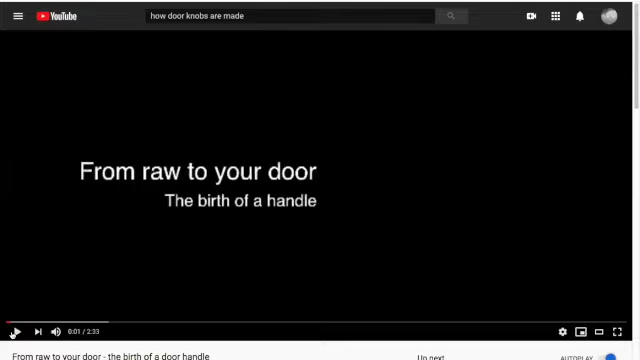 YouTube
how door knobs are made
From raw to your door
The birth of a handle
0:01 / 2:33
From raw to your door - the birth of a door handle
Up next
AUTOPLAY